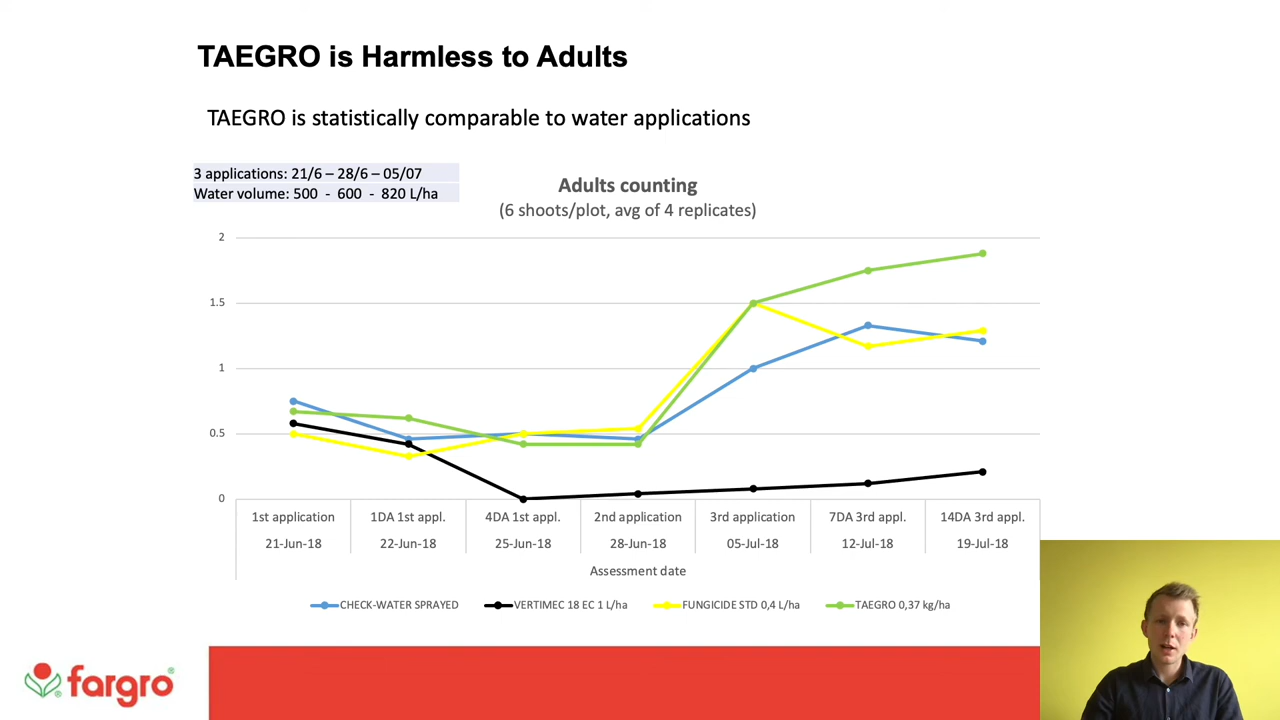 TAEGRO is Harmless to Adults
TAEGRO is statistically comparable to water applications
3 applications: 21/6 – 28/6 – 05/07
Water volume: 500 - 600 - 820 L/ha
Adults counting
(6 shoots/plot, avg of 4 replicates)
2
1.5
1
0.5
0
1st application 1DA 1st appl. 4DA 1st appl. 2nd application 3rd application 7DA 3rd appl. 14DA 3rd appl.
21-Jun-18 22-Jun-18 25-Jun-18 28-Jun-18 05-Jul-18 12-Jul-18 19-Jul-18
Assessment date
CHECK-WATER SPRAYED VERTIMEC 18 EC 1 L/ha FUNGICIDE STD 0,4 L/ha TAEGRO 0,37 kg/ha
fargro